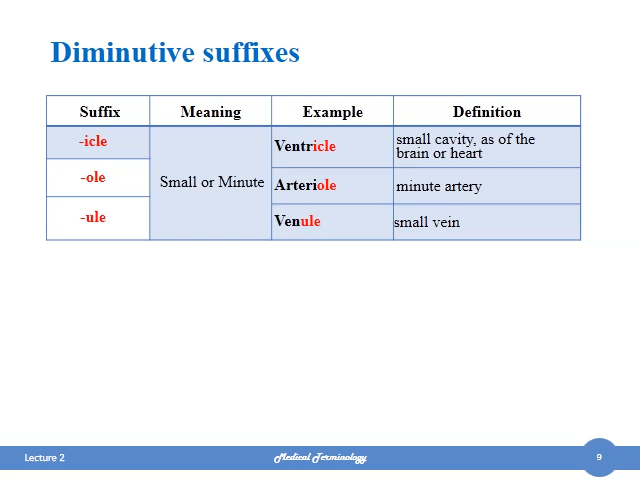 Diminutive suffixes
Suffix Meaning Example Definition
-icle Small or Minute Ventricle small cavity, as of the
brain or heart
-ole Arteriole minute artery
-ule Venule small vein
Lecture 2 Medical Terminology 9